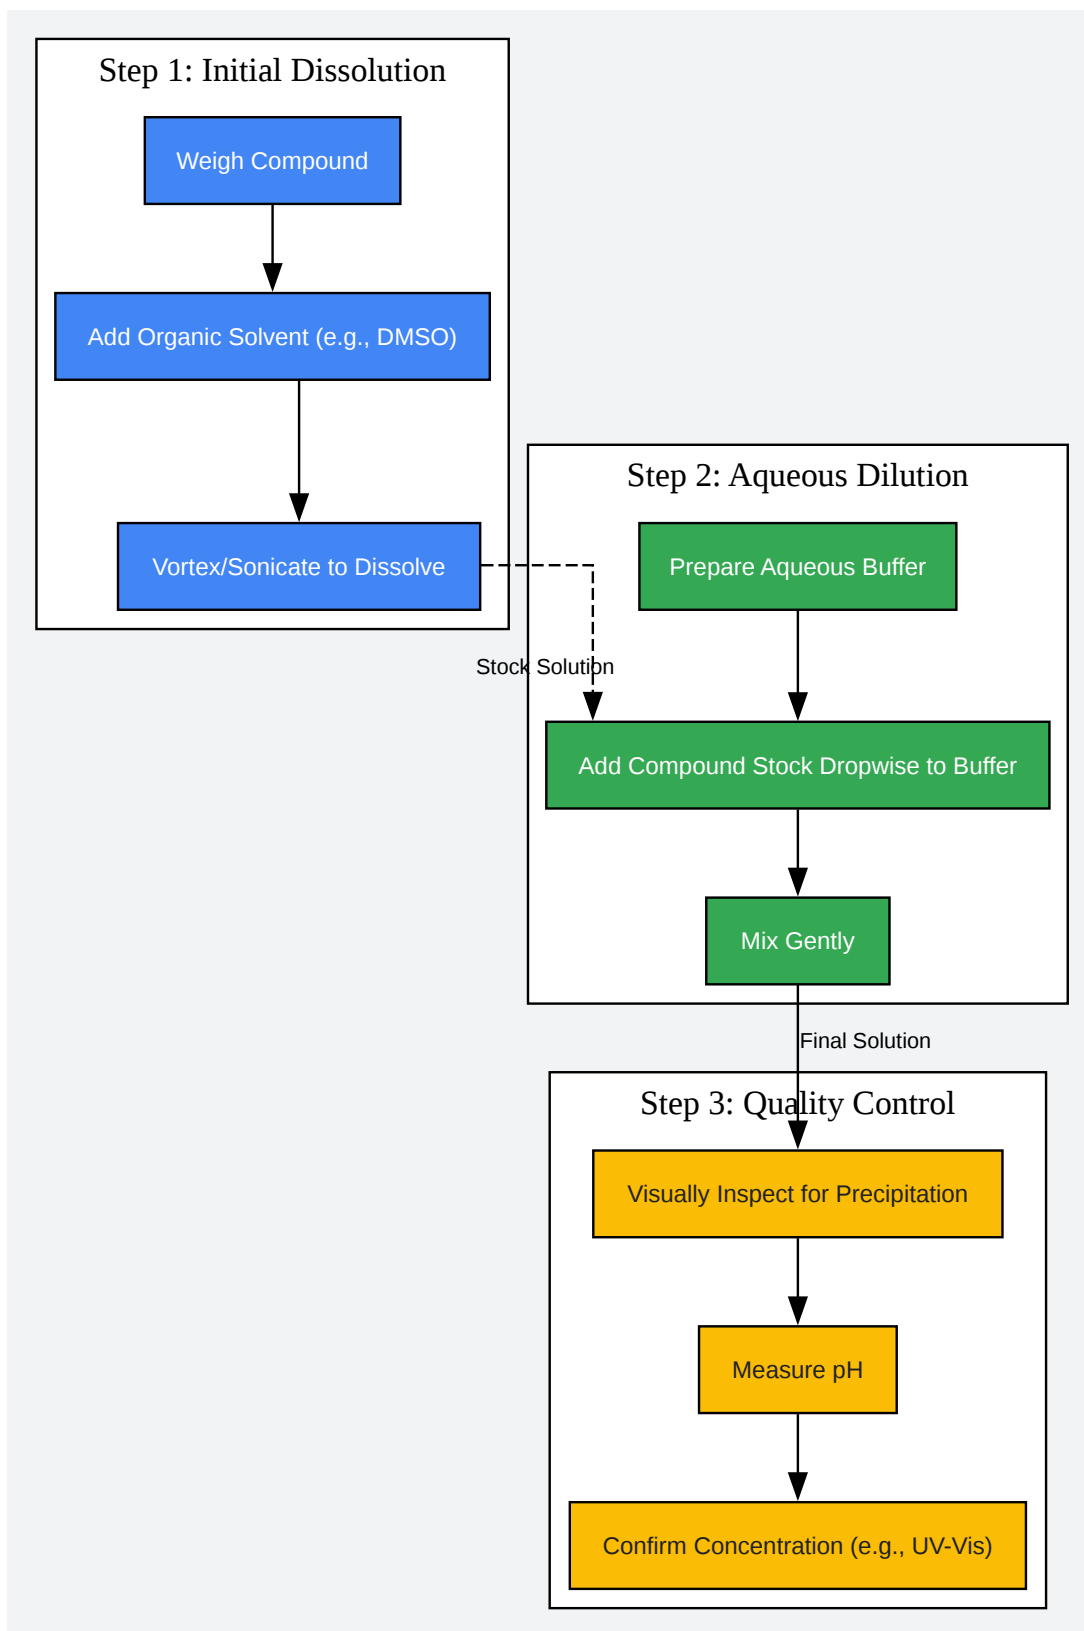 Step 1: Initial Dissolution
Weigh Compound
Add Organic Solvent (e.g., DMSO)
Vortex/Sonicate to Dissolve
Stock Solution
Step 2: Aqueous Dilution
Prepare Aqueous Buffer
Add Compound Stock Dropwise to Buffer
Mix Gently
Final Solution
Step 3: Quality Control
Visually Inspect for Precipitation
Measure pH
Confirm Concentration (e.g., UV-Vis)